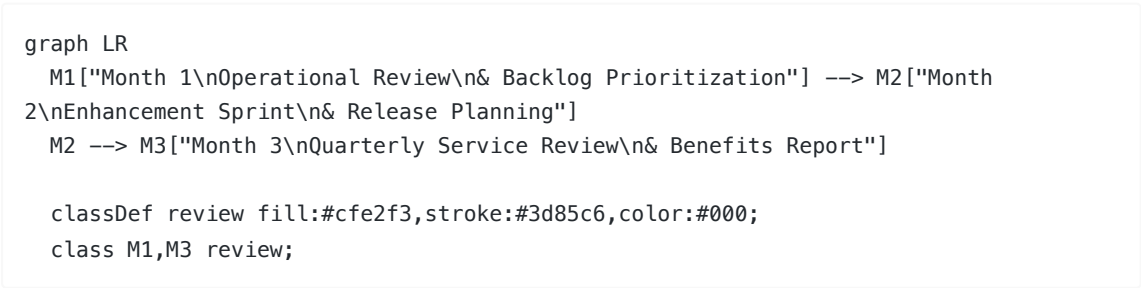 graph LR
  M1["Month 1\nOperational Review\n& Backlog Prioritization"] --> M2["Month
2\nEnhancement Sprint\n& Release Planning"]
  M2 --> M3["Month 3\nQuarterly Service Review\n& Benefits Report"]

  classDef review fill:#cfe2f3,stroke:#3d85c6,color:#000;
  class M1,M3 review;